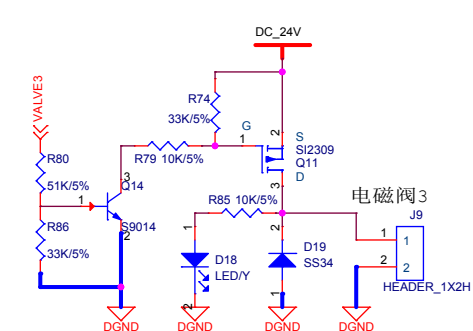 DC_24V
VALVE3
R74
33K/5%
G
1
2
S
SI2309
Q11
R80
51K/5%
R79 10K/5%
3
Q14
1
S9014
2
3
D
R86
33K/5%
R85 10K/5%
电磁阀3
J9
1
1
2
2
HEADER_1X2H
1
D18
LED/Y
2
2
D19
SS34
1
DGND
DGND
DGND
DGND